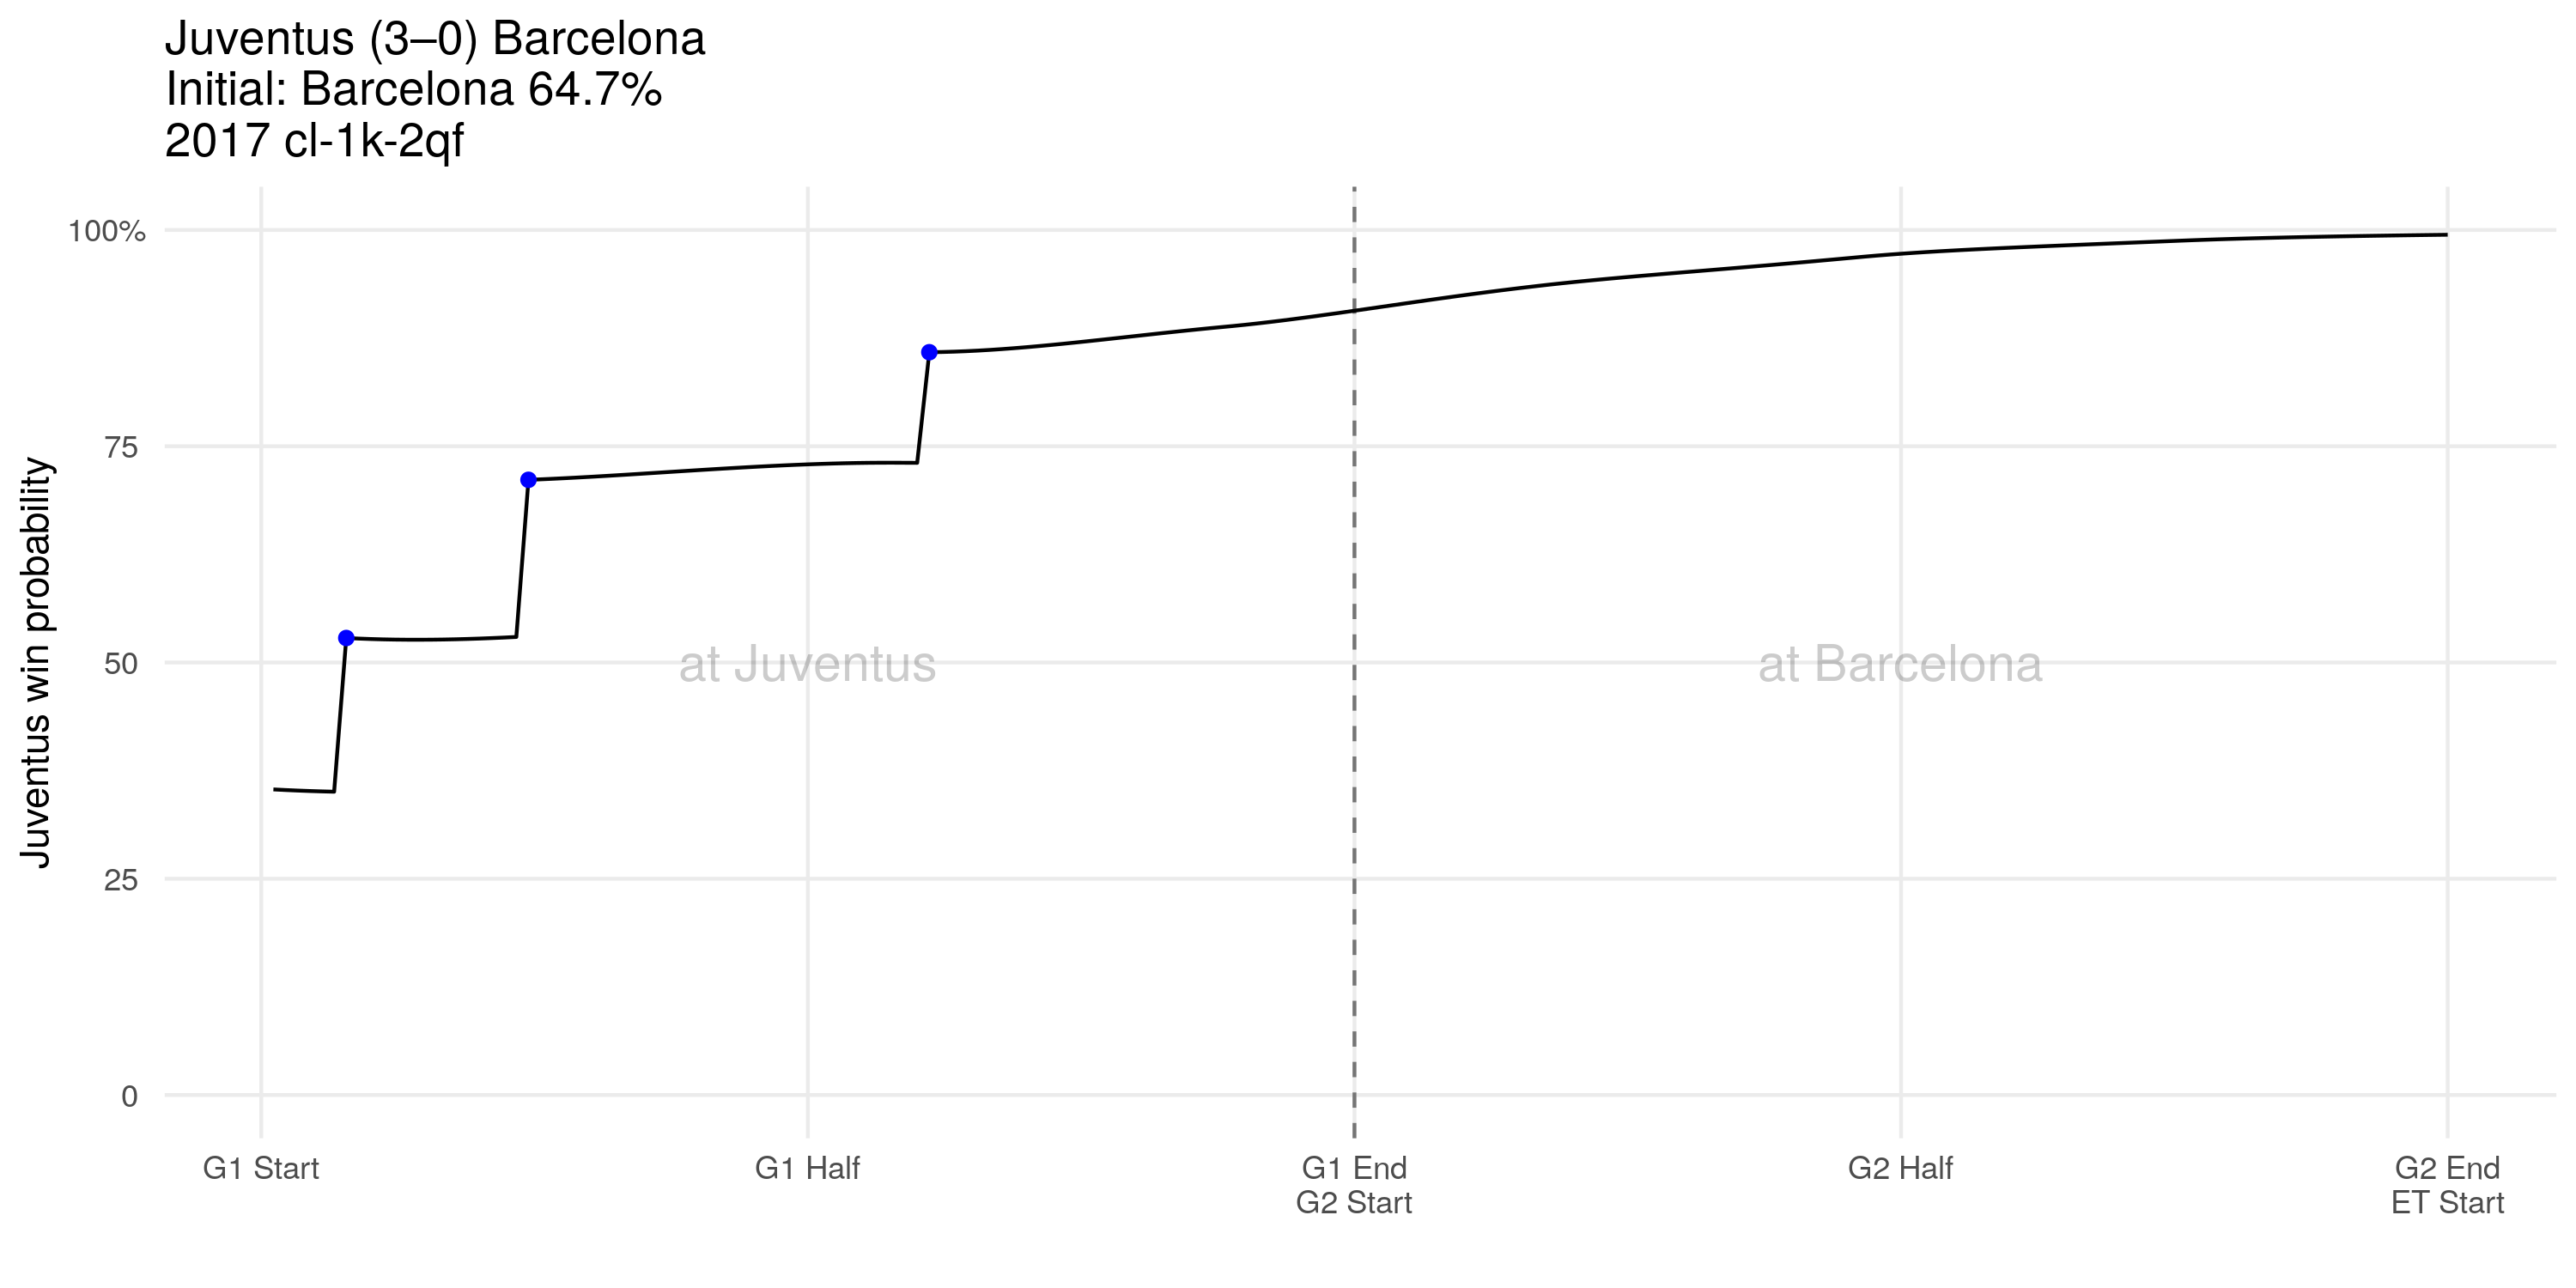 Juventus (3–0) Barcelona
Initial: Barcelona 64.7%
2017 cl-1k-2qf
Juventus win probability
100%
75
50
25
0
at Juventus
at Barcelona
G1 Start
G1 Half
G1 End
G2 Start
G2 Half
G2 End
ET Start